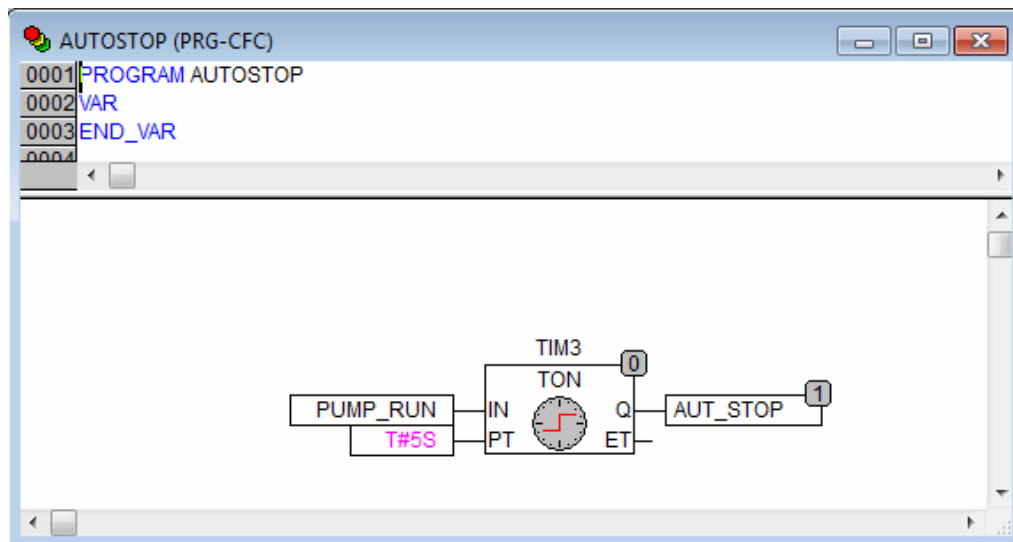 AUTOSTOP (PRG-CFC)
0001 PROGRAM AUTOSTOP
0002 VAR
0003 END_VAR
0004
TIM3
0
TON
1
PUMP_RUN IN Q AUT_STOP
T#5S PT ET